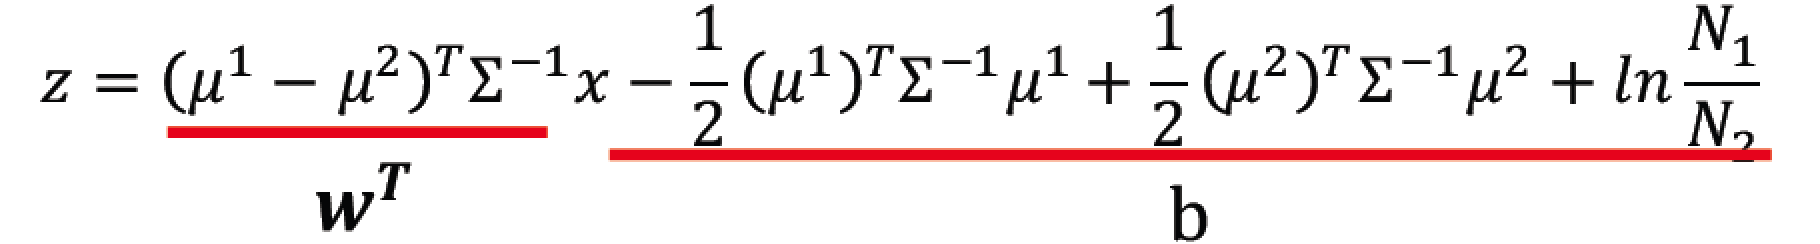 z = (μ¹ − μ²)ᵀΣ⁻¹x − 1/2 (μ¹)ᵀΣ⁻¹μ¹ + 1/2 (μ²)ᵀΣ⁻¹μ² + ln N₁/N₂
wᵀ b